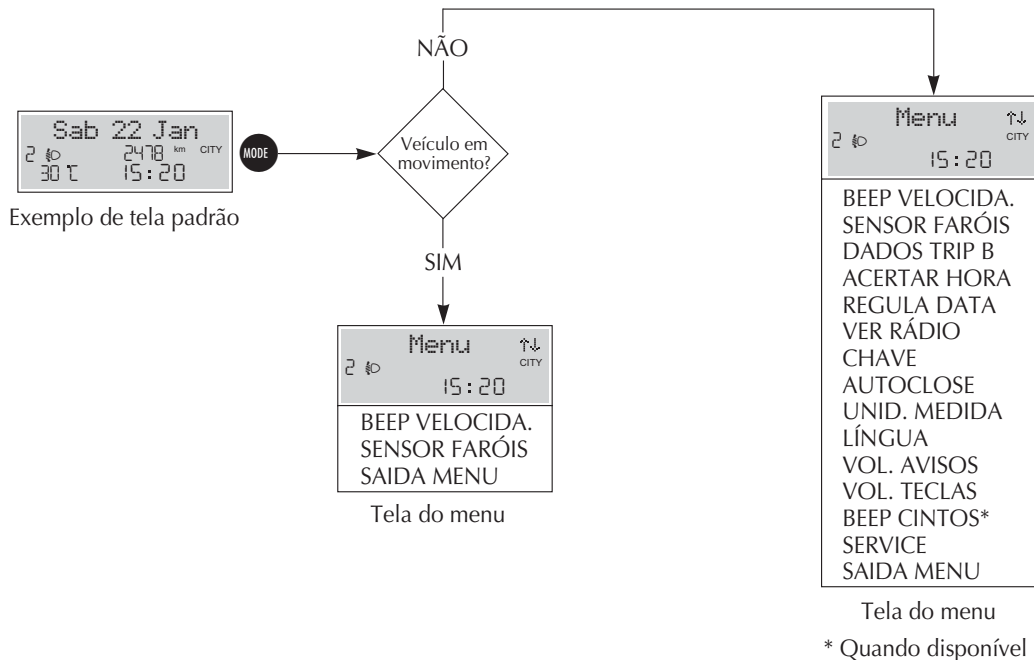 NÃO
Sab 22 Jan
2 2478 km CITY
30 °C 15:20
MODE
Veículo em
movimento?
Exemplo de tela padrão
SIM
Menu
2 CITY
15:20
BEEP VELOCIDA.
SENSOR FARÓIS
SAIDA MENU
Tela do menu
Menu
2 CITY
15:20
BEEP VELOCIDA.
SENSOR FARÓIS
DADOS TRIP B
ACERTAR HORA
REGULA DATA
VER RÁDIO
CHAVE
AUTOCLOSE
UNID. MEDIDA
LÍNGUA
VOL. AVISOS
VOL. TECLAS
BEEP CINTOS*
SERVICE
SAIDA MENU
Tela do menu
* Quando disponível